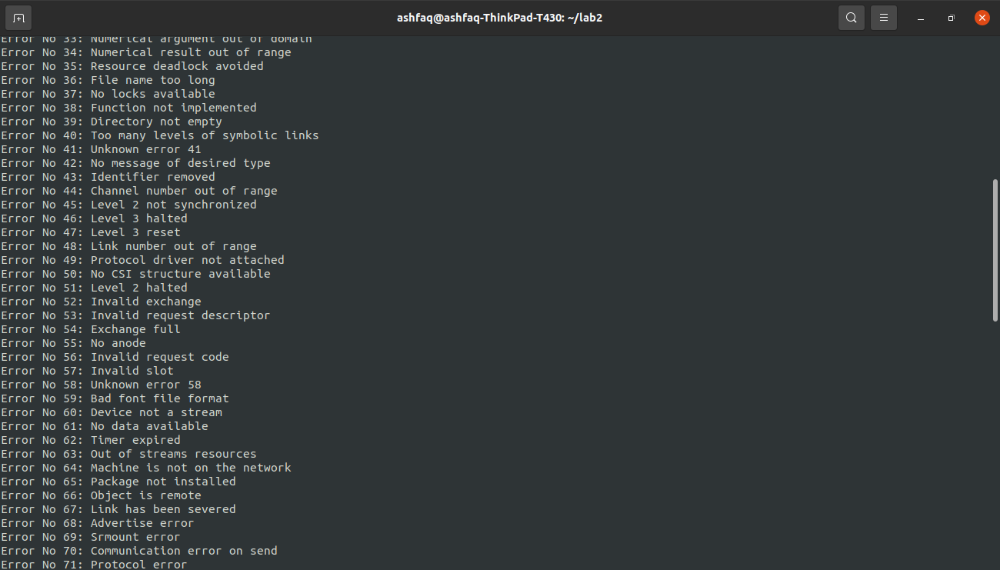 ashfaq@ashfaq-ThinkPad-T430: ~/lab2
Error No 33: Numerical argument out of domain
Error No 34: Numerical result out of range
Error No 35: Resource deadlock avoided
Error No 36: File name too long
Error No 37: No locks available
Error No 38: Function not implemented
Error No 39: Directory not empty
Error No 40: Too many levels of symbolic links
Error No 41: Unknown error 41
Error No 42: No message of desired type
Error No 43: Identifier removed
Error No 44: Channel number out of range
Error No 45: Level 2 not synchronized
Error No 46: Level 3 halted
Error No 47: Level 3 reset
Error No 48: Link number out of range
Error No 49: Protocol driver not attached
Error No 50: No CSI structure available
Error No 51: Level 2 halted
Error No 52: Invalid exchange
Error No 53: Invalid request descriptor
Error No 54: Exchange full
Error No 55: No anode
Error No 56: Invalid request code
Error No 57: Invalid slot
Error No 58: Unknown error 58
Error No 59: Bad font file format
Error No 60: Device not a stream
Error No 61: No data available
Error No 62: Timer expired
Error No 63: Out of streams resources
Error No 64: Machine is not on the network
Error No 65: Package not installed
Error No 66: Object is remote
Error No 67: Link has been severed
Error No 68: Advertise error
Error No 69: Srmount error
Error No 70: Communication error on send
Error No 71: Protocol error